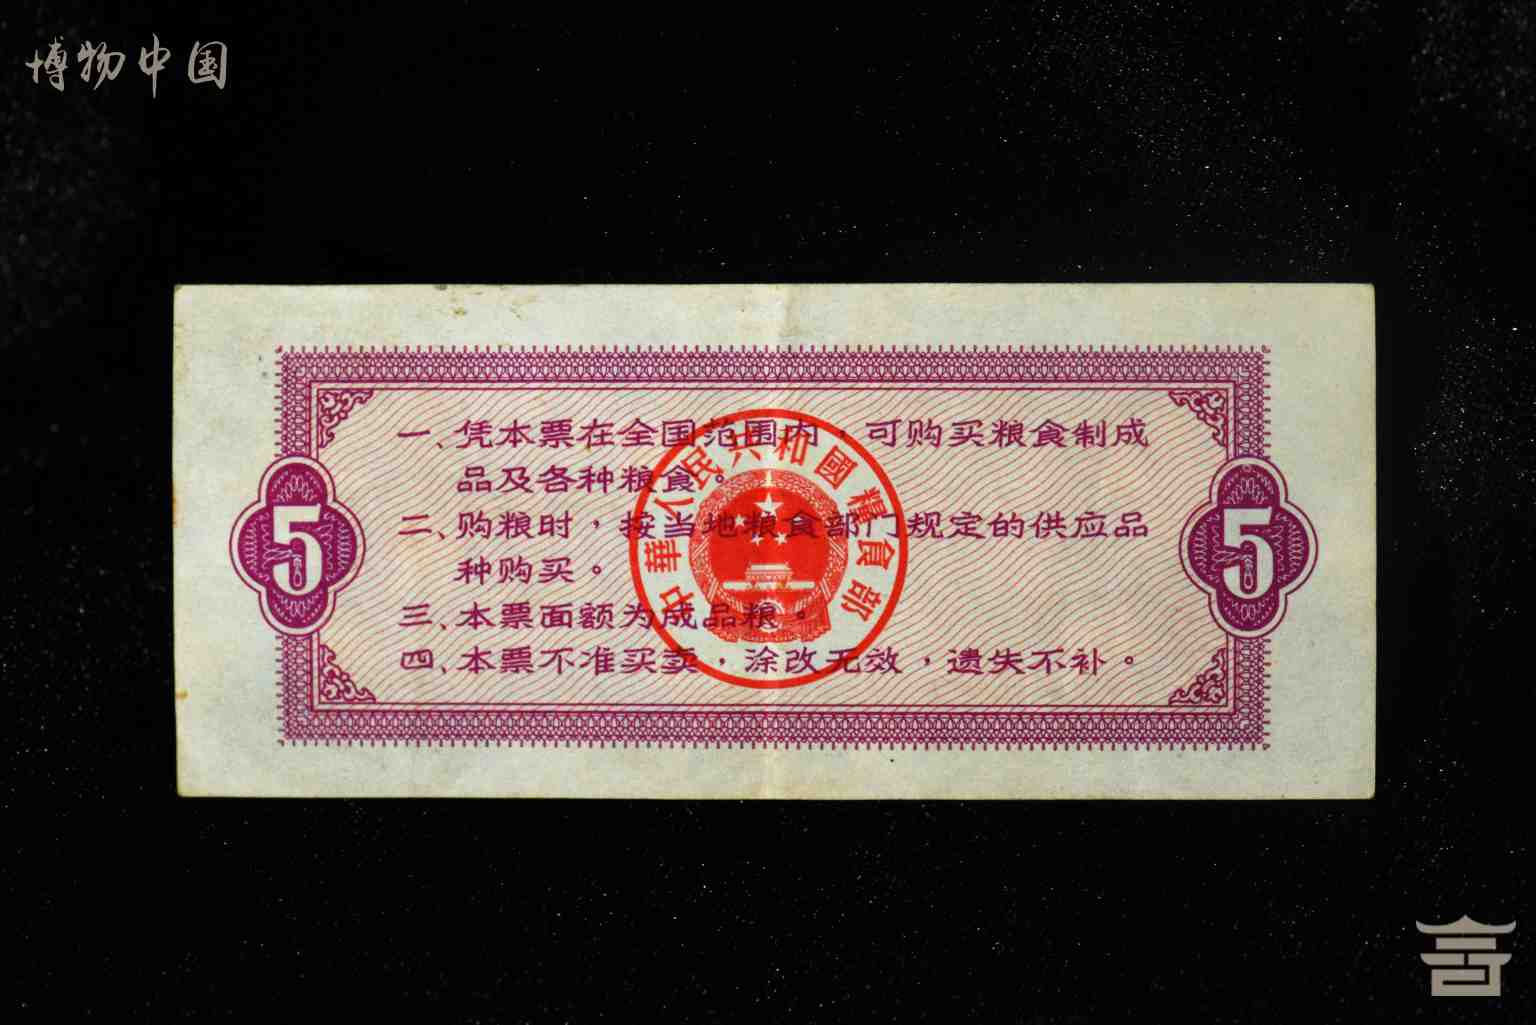 博物中国
一、凭本票在全国范围内，可购买粮食制成
品及各种粮食。
二、购粮时，按当地粮食部门规定的供应品
种购买。
三、本票面额为成品粮。
四、本票不准买卖，涂改无效，遗失不补。
中華人民共和國糧食部
5
5